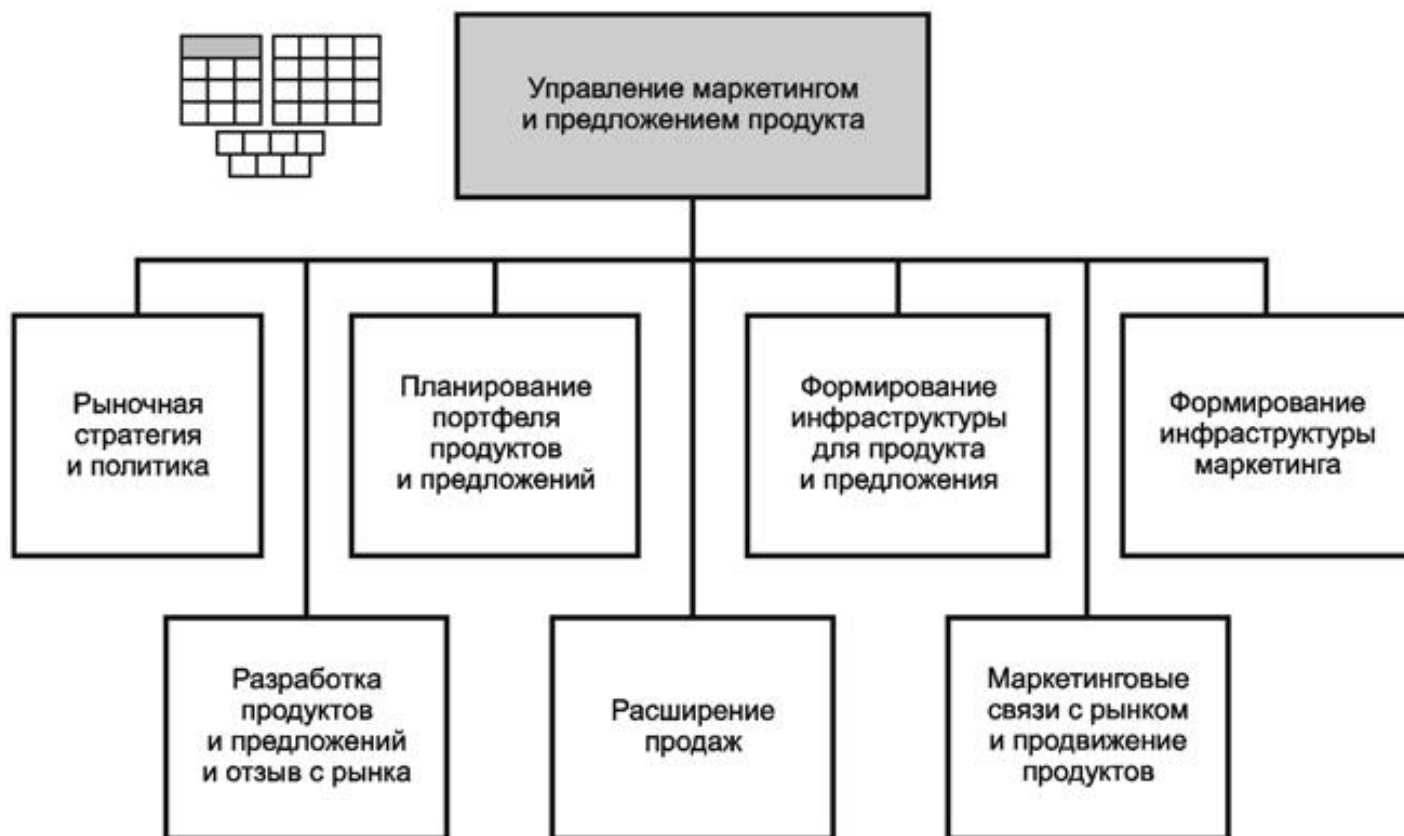 Управление маркетингом
и предложением продукта
Рыночная
стратегия
и политика
Планирование
портфеля
продуктов
и предложений
Формирование
инфраструктуры
для продукта
и предложения
Формирование
инфраструктуры
маркетинга
Разработка
продуктов
и предложений
и отзыв с рынка
Расширение
продаж
Маркетинговые
связи с рынком
и продвижение
продуктов